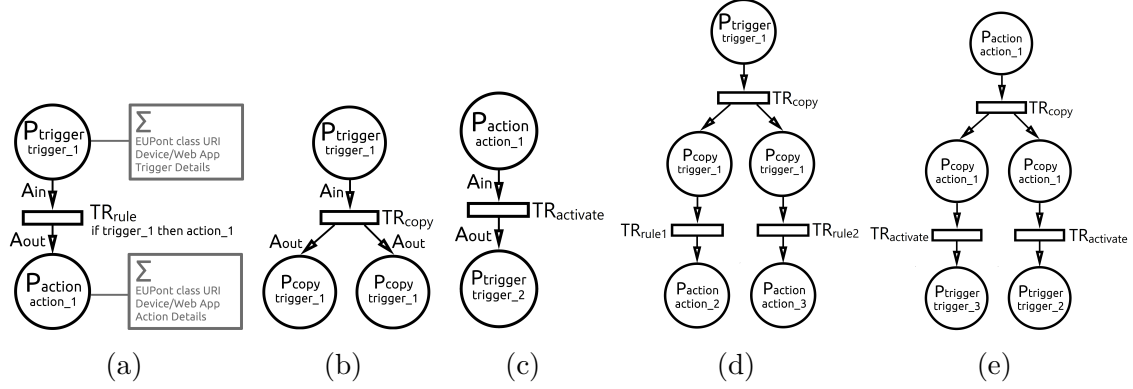 Ptrigger
trigger_1
Σ
EUPont class URI
Device/Web App
Trigger Details
Ain
TRrule
if trigger_1 then action_1
Aout
Paction
action_1
Σ
EUPont class URI
Device/Web App
Action Details
(a)
Ptrigger
trigger_1
Ain
TRcopy
Aout Aout
Pcopy Pcopy
trigger_1 trigger_1
(b)
Paction
action_1
Ain
TRactivate
Aout
Ptrigger
trigger_2
(c)
Ptrigger
trigger_1
TRcopy
Pcopy Pcopy
trigger_1 trigger_1
TRrule1 TRrule2
Paction Paction
action_2 action_3
(d)
Paction
action_1
TRcopy
Pcopy Pcopy
action_1 action_1
TRactivate TRactivate
Ptrigger Ptrigger
trigger_3 trigger_2
(e)